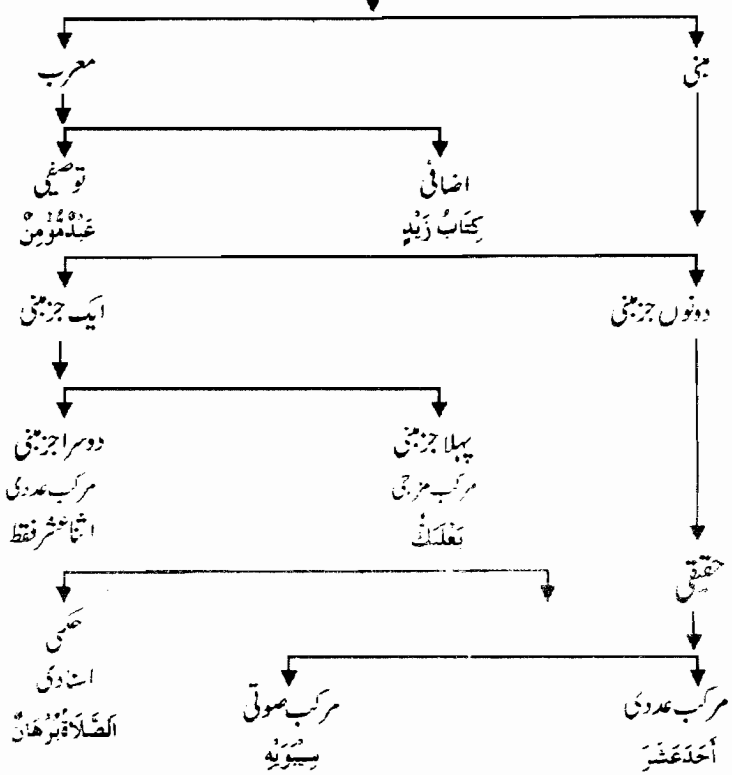 مبنی
معرب
اضافی
توصیفی
كِتَابُ زَيْدٍ
عَبْدٌ مُؤْمِنٌ
دونوں جز مبنی
ایک جز مبنی
پہلا جز مبنی
دوسرا جز مبنی
مرکب مزجی
مرکب عددی
بَعْلَبَكُّ
اثنا عشر فقط
حقیقی
حکمی
اسنادی
مرکب عددی
مرکب صوتی
الصَّلَاةُ بُرْهَانٌ
أَحَدَ عَشَرَ
سِيْبَوَيْهِ